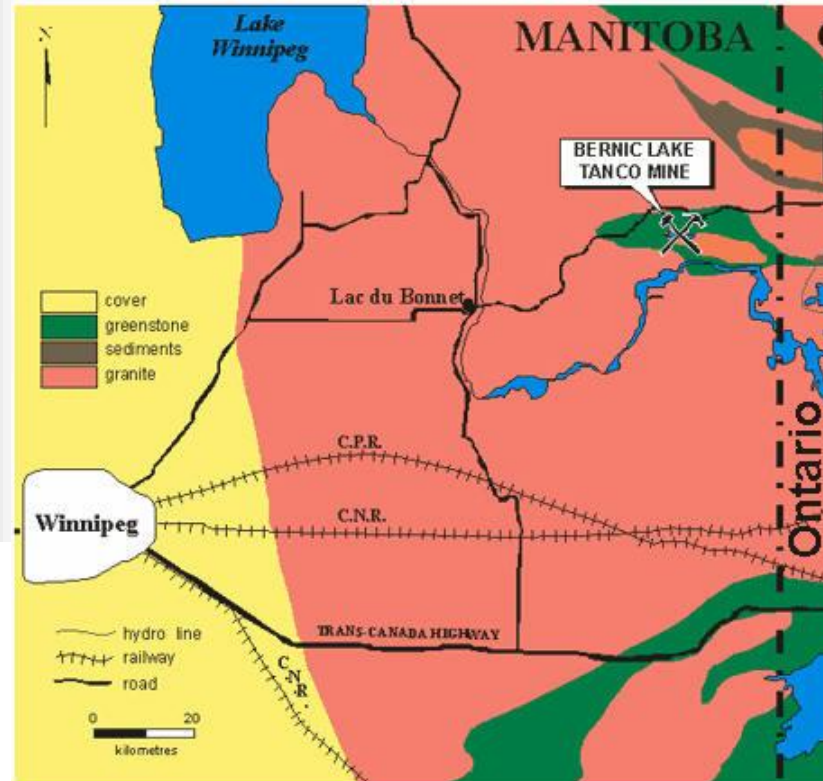 Lake
Winnipeg
MANITOBA
N
BERNIC LAKE
TANCO MINE
Lac du Bonnet
cover
greenstone
sediments
granite
C.P.R.
C.N.R.
Winnipeg
Ontario
hydro line
railway
road
TRANS-CANADA HIGHWAY
C.N.R.
0 20
kilometres